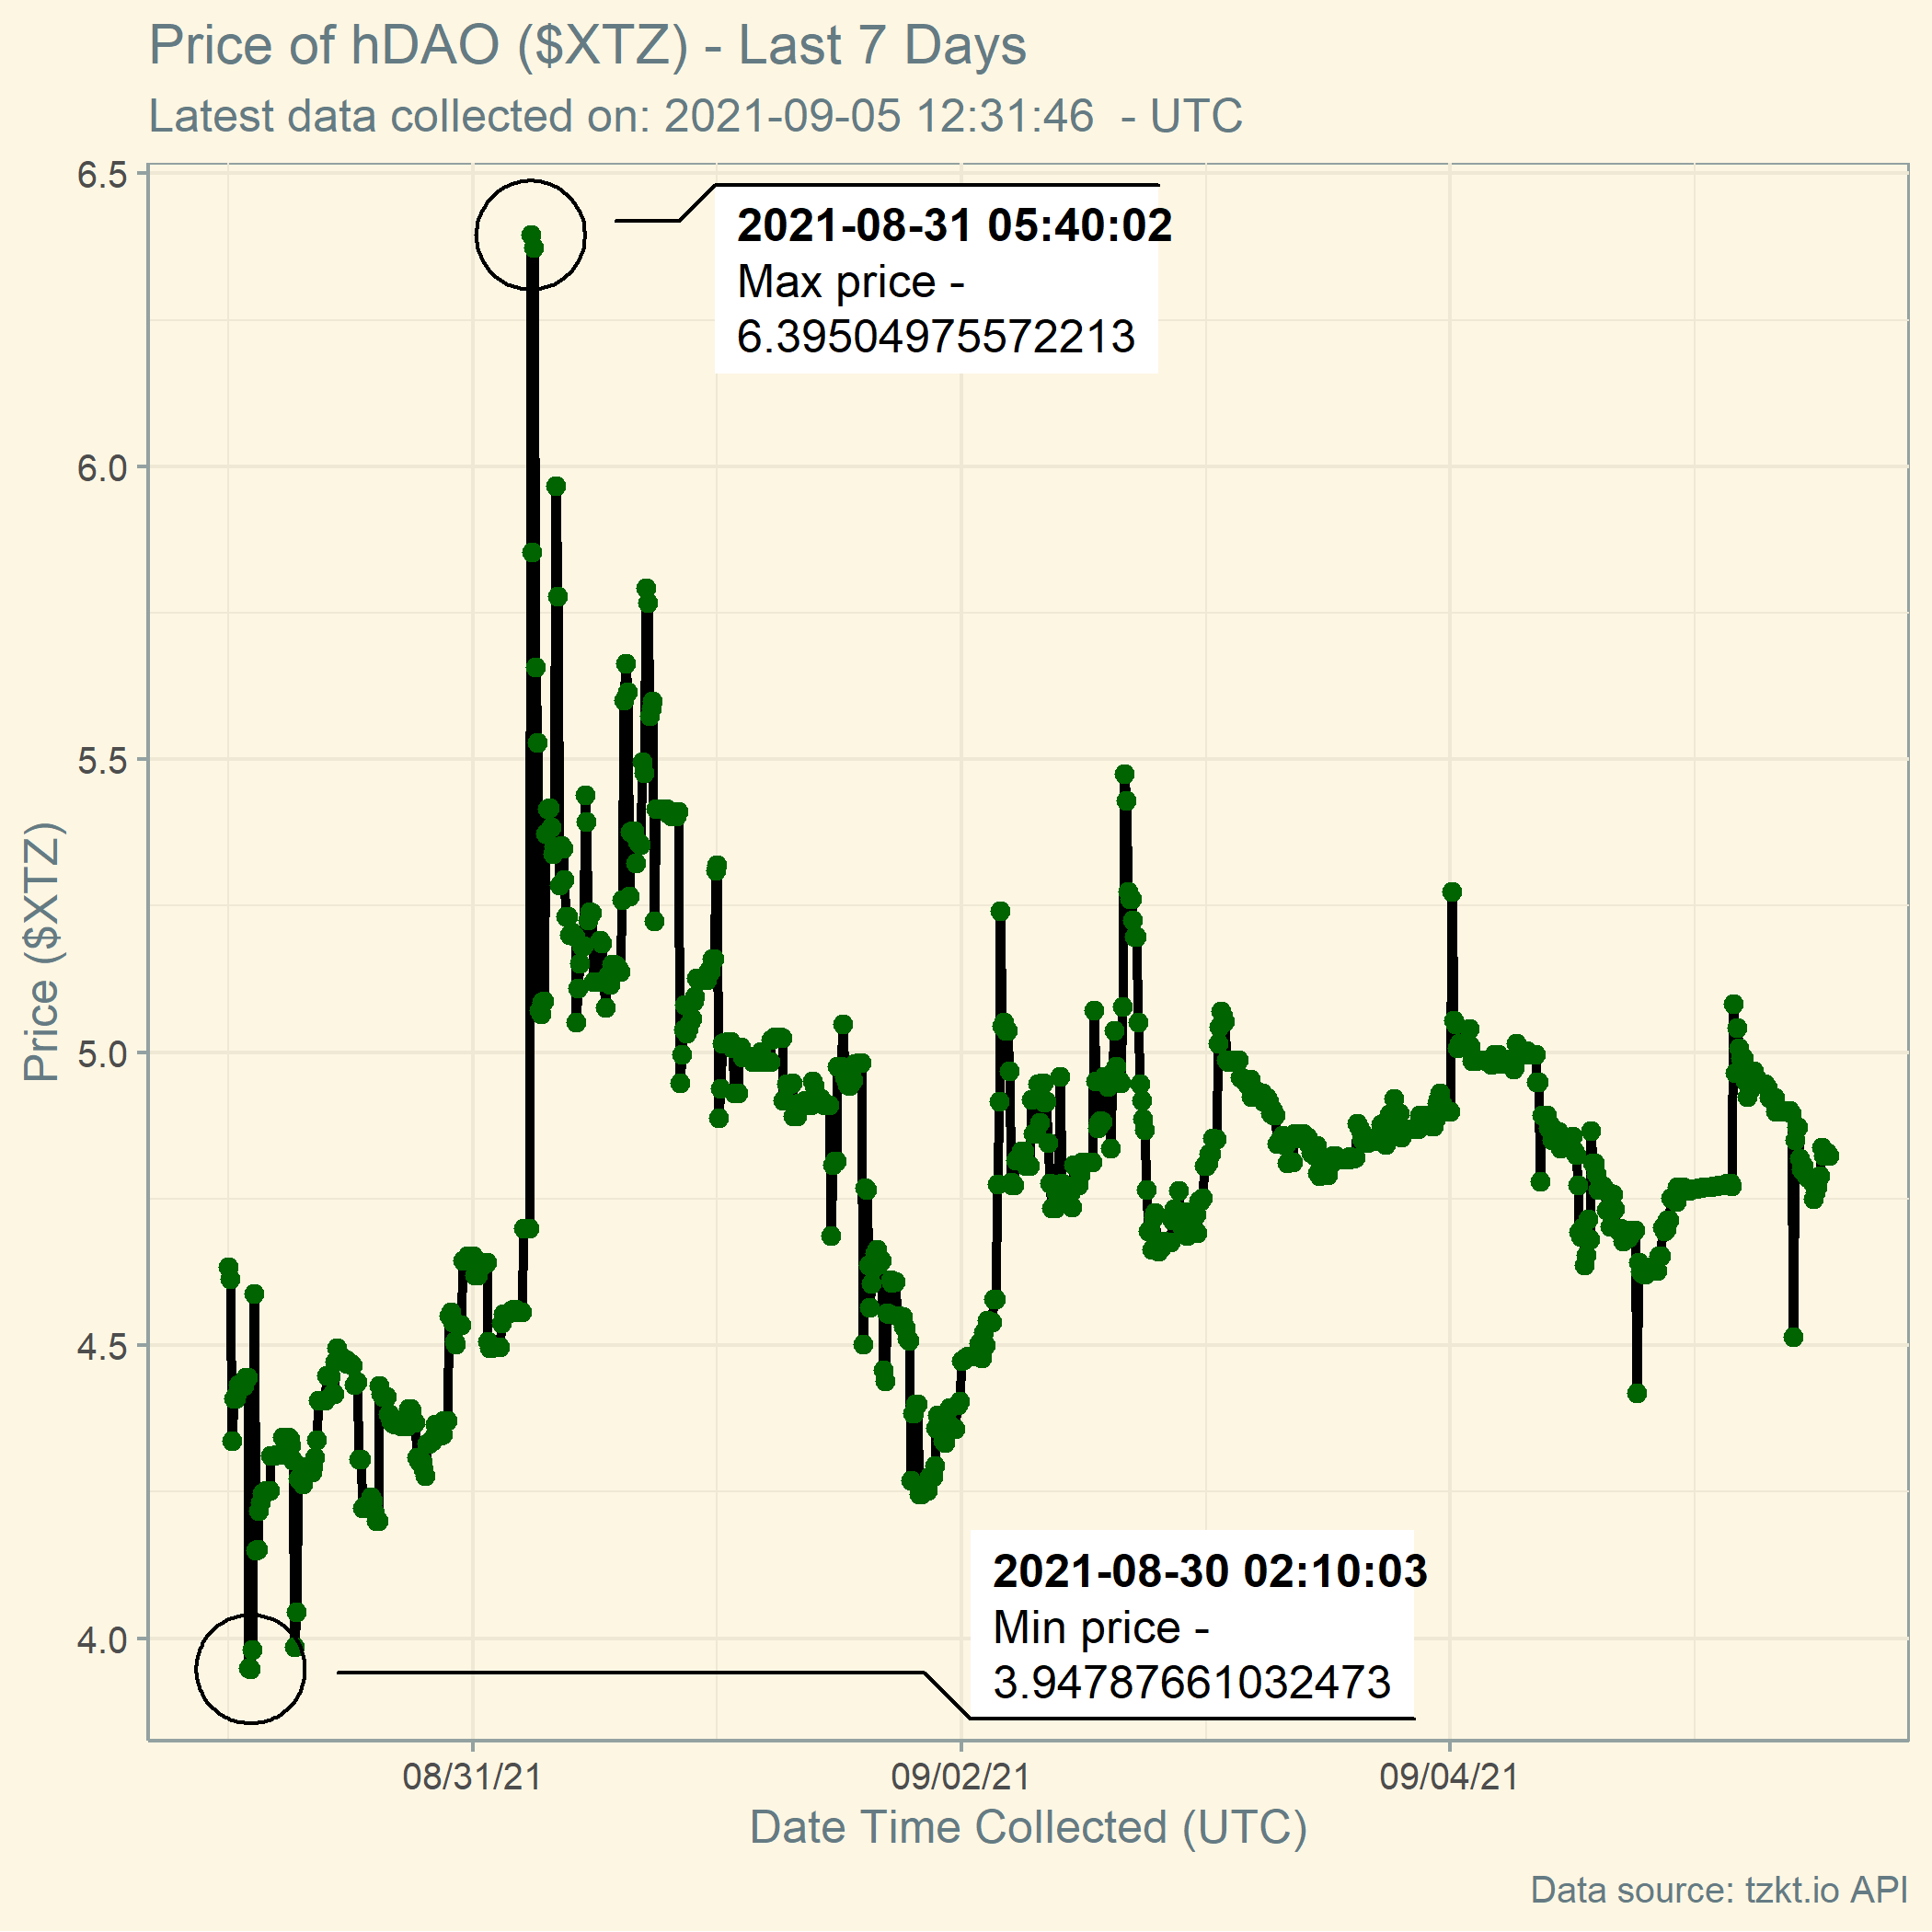 Price of hDAO ($XTZ) - Last 7 Days
Latest data collected on: 2021-09-05 12:31:46  - UTC
6.5
6.0
5.5
5.0
4.5
4.0
Price ($XTZ)
2021-08-31 05:40:02
Max price -
6.39504975572213
2021-08-30 02:10:03
Min price -
3.94787661032473
08/31/21
09/02/21
09/04/21
Date Time Collected (UTC)
Data source: tzkt.io API